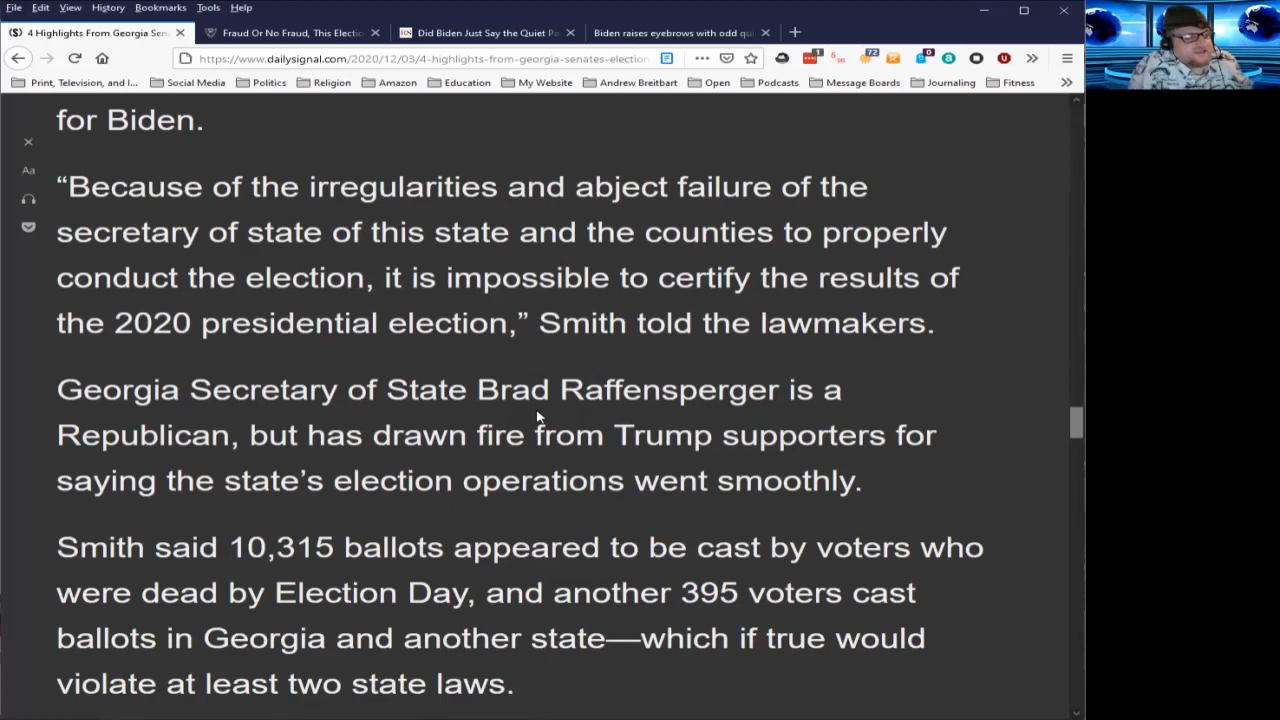 File Edit View History Bookmarks Tools Help
4 Highlights From Georgia Sen
Fraud Or No Fraud, This Electio
Did Biden Just Say the Quiet Pa
Biden raises eyebrows with odd qu
https://www.dailysignal.com/2020/12/03/4-highlights-from-georgia-senates-election
Print, Television, and I... Social Media Politics Religion Amazon Education My Website Andrew Breitbart Open Podcasts Message Boards Journaling Fitness
for Biden.
“Because of the irregularities and abject failure of the
secretary of state of this state and the counties to properly
conduct the election, it is impossible to certify the results of
the 2020 presidential election,” Smith told the lawmakers.
Georgia Secretary of State Brad Raffensperger is a
Republican, but has drawn fire from Trump supporters for
saying the state’s election operations went smoothly.
Smith said 10,315 ballots appeared to be cast by voters who
were dead by Election Day, and another 395 voters cast
ballots in Georgia and another state—which if true would
violate at least two state laws.